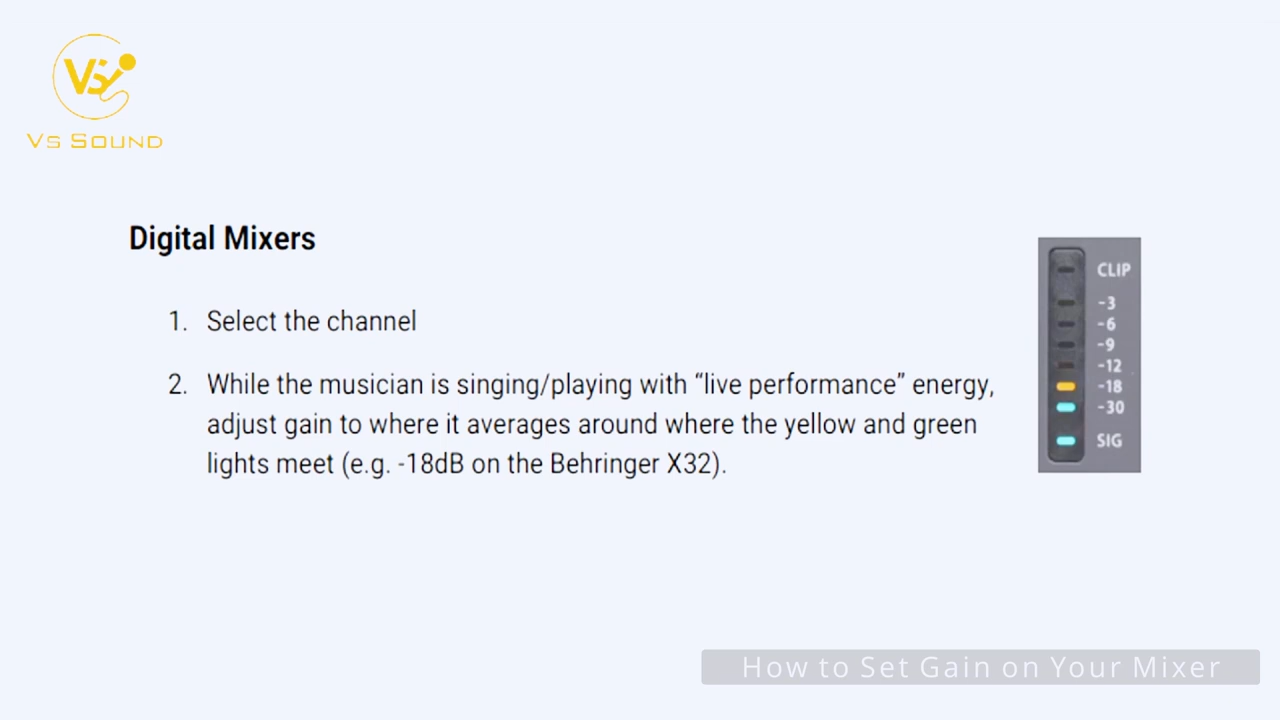 VS
VS SOUND
Digital Mixers
1. Select the channel
2. While the musician is singing/playing with “live performance” energy,
adjust gain to where it averages around where the yellow and green
lights meet (e.g. -18dB on the Behringer X32).
CLIP
-3
-6
-9
-12
-18
-30
SIG
How to Set Gain on Your Mixer